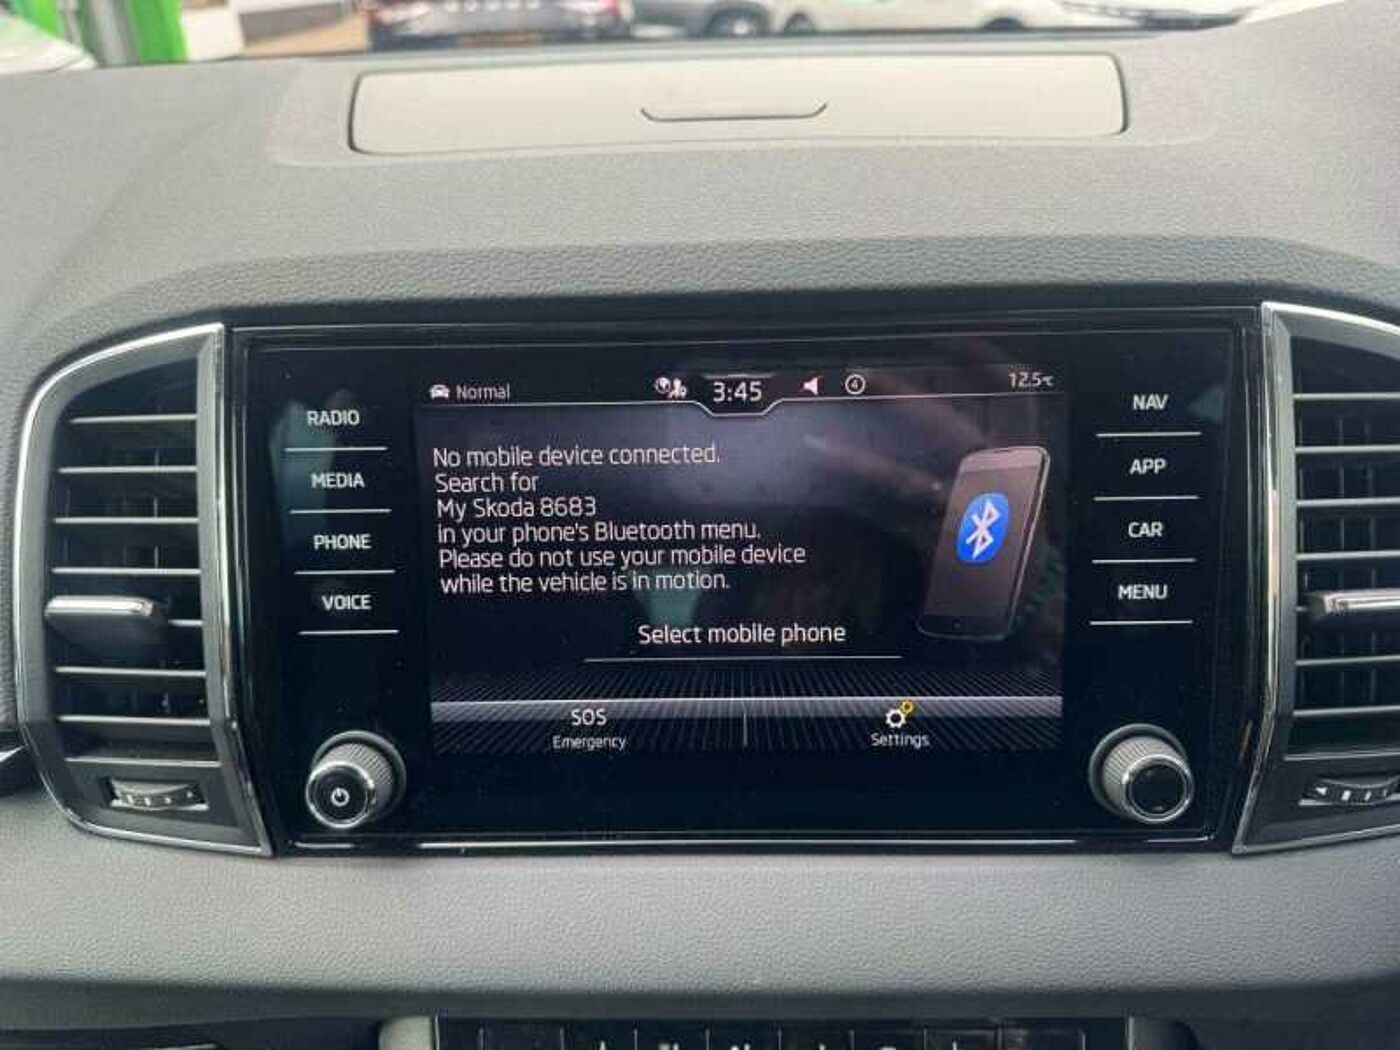 Normal
3:45
4
12.5°C
RADIO
MEDIA
PHONE
VOICE
No mobile device connected.
Search for
My Skoda 8683
in your phone's Bluetooth menu.
Please do not use your mobile device
while the vehicle is in motion.
Select mobile phone
SOS
Emergency
Settings
NAV
APP
CAR
MENU